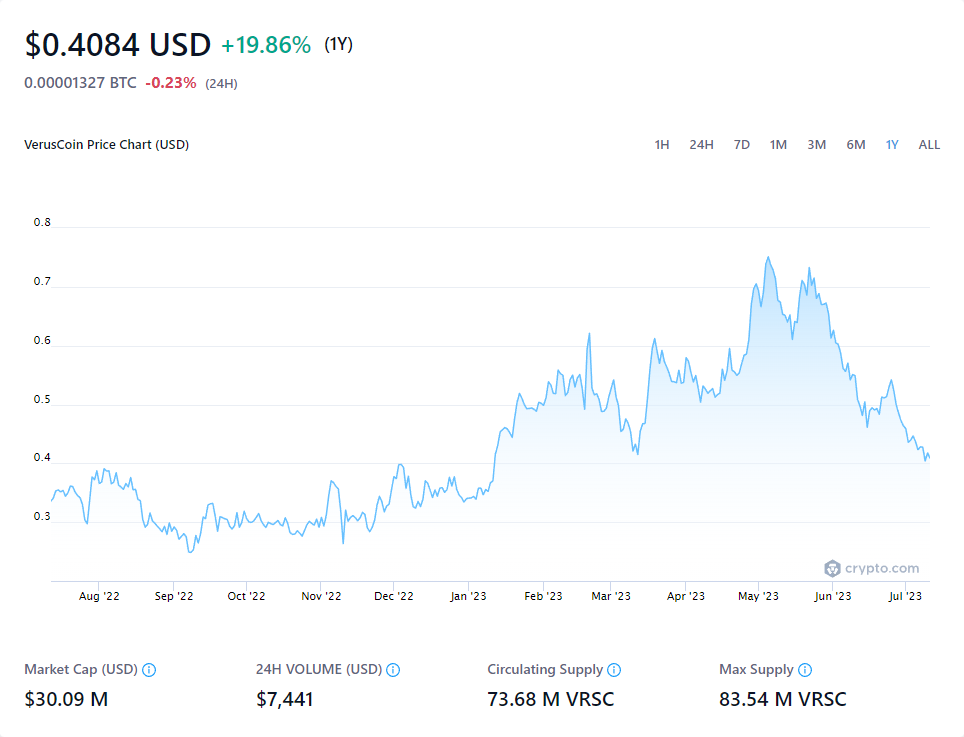 $0.4084 USD +19.86% (1Y)
0.00001327 BTC -0.23% (24H)
VerusCoin Price Chart (USD) 1H 24H 7D 1M 3M 6M 1Y ALL
0.8
0.7
0.6
0.5
0.4
0.3
crypto.com
Aug '22 Sep '22 Oct '22 Nov '22 Dec '22 Jan '23 Feb '23 Mar '23 Apr '23 May '23 Jun '23 Jul '23
Market Cap (USD) 24H VOLUME (USD) Circulating Supply Max Supply
$30.09 M $7,441 73.68 M VRSC 83.54 M VRSC